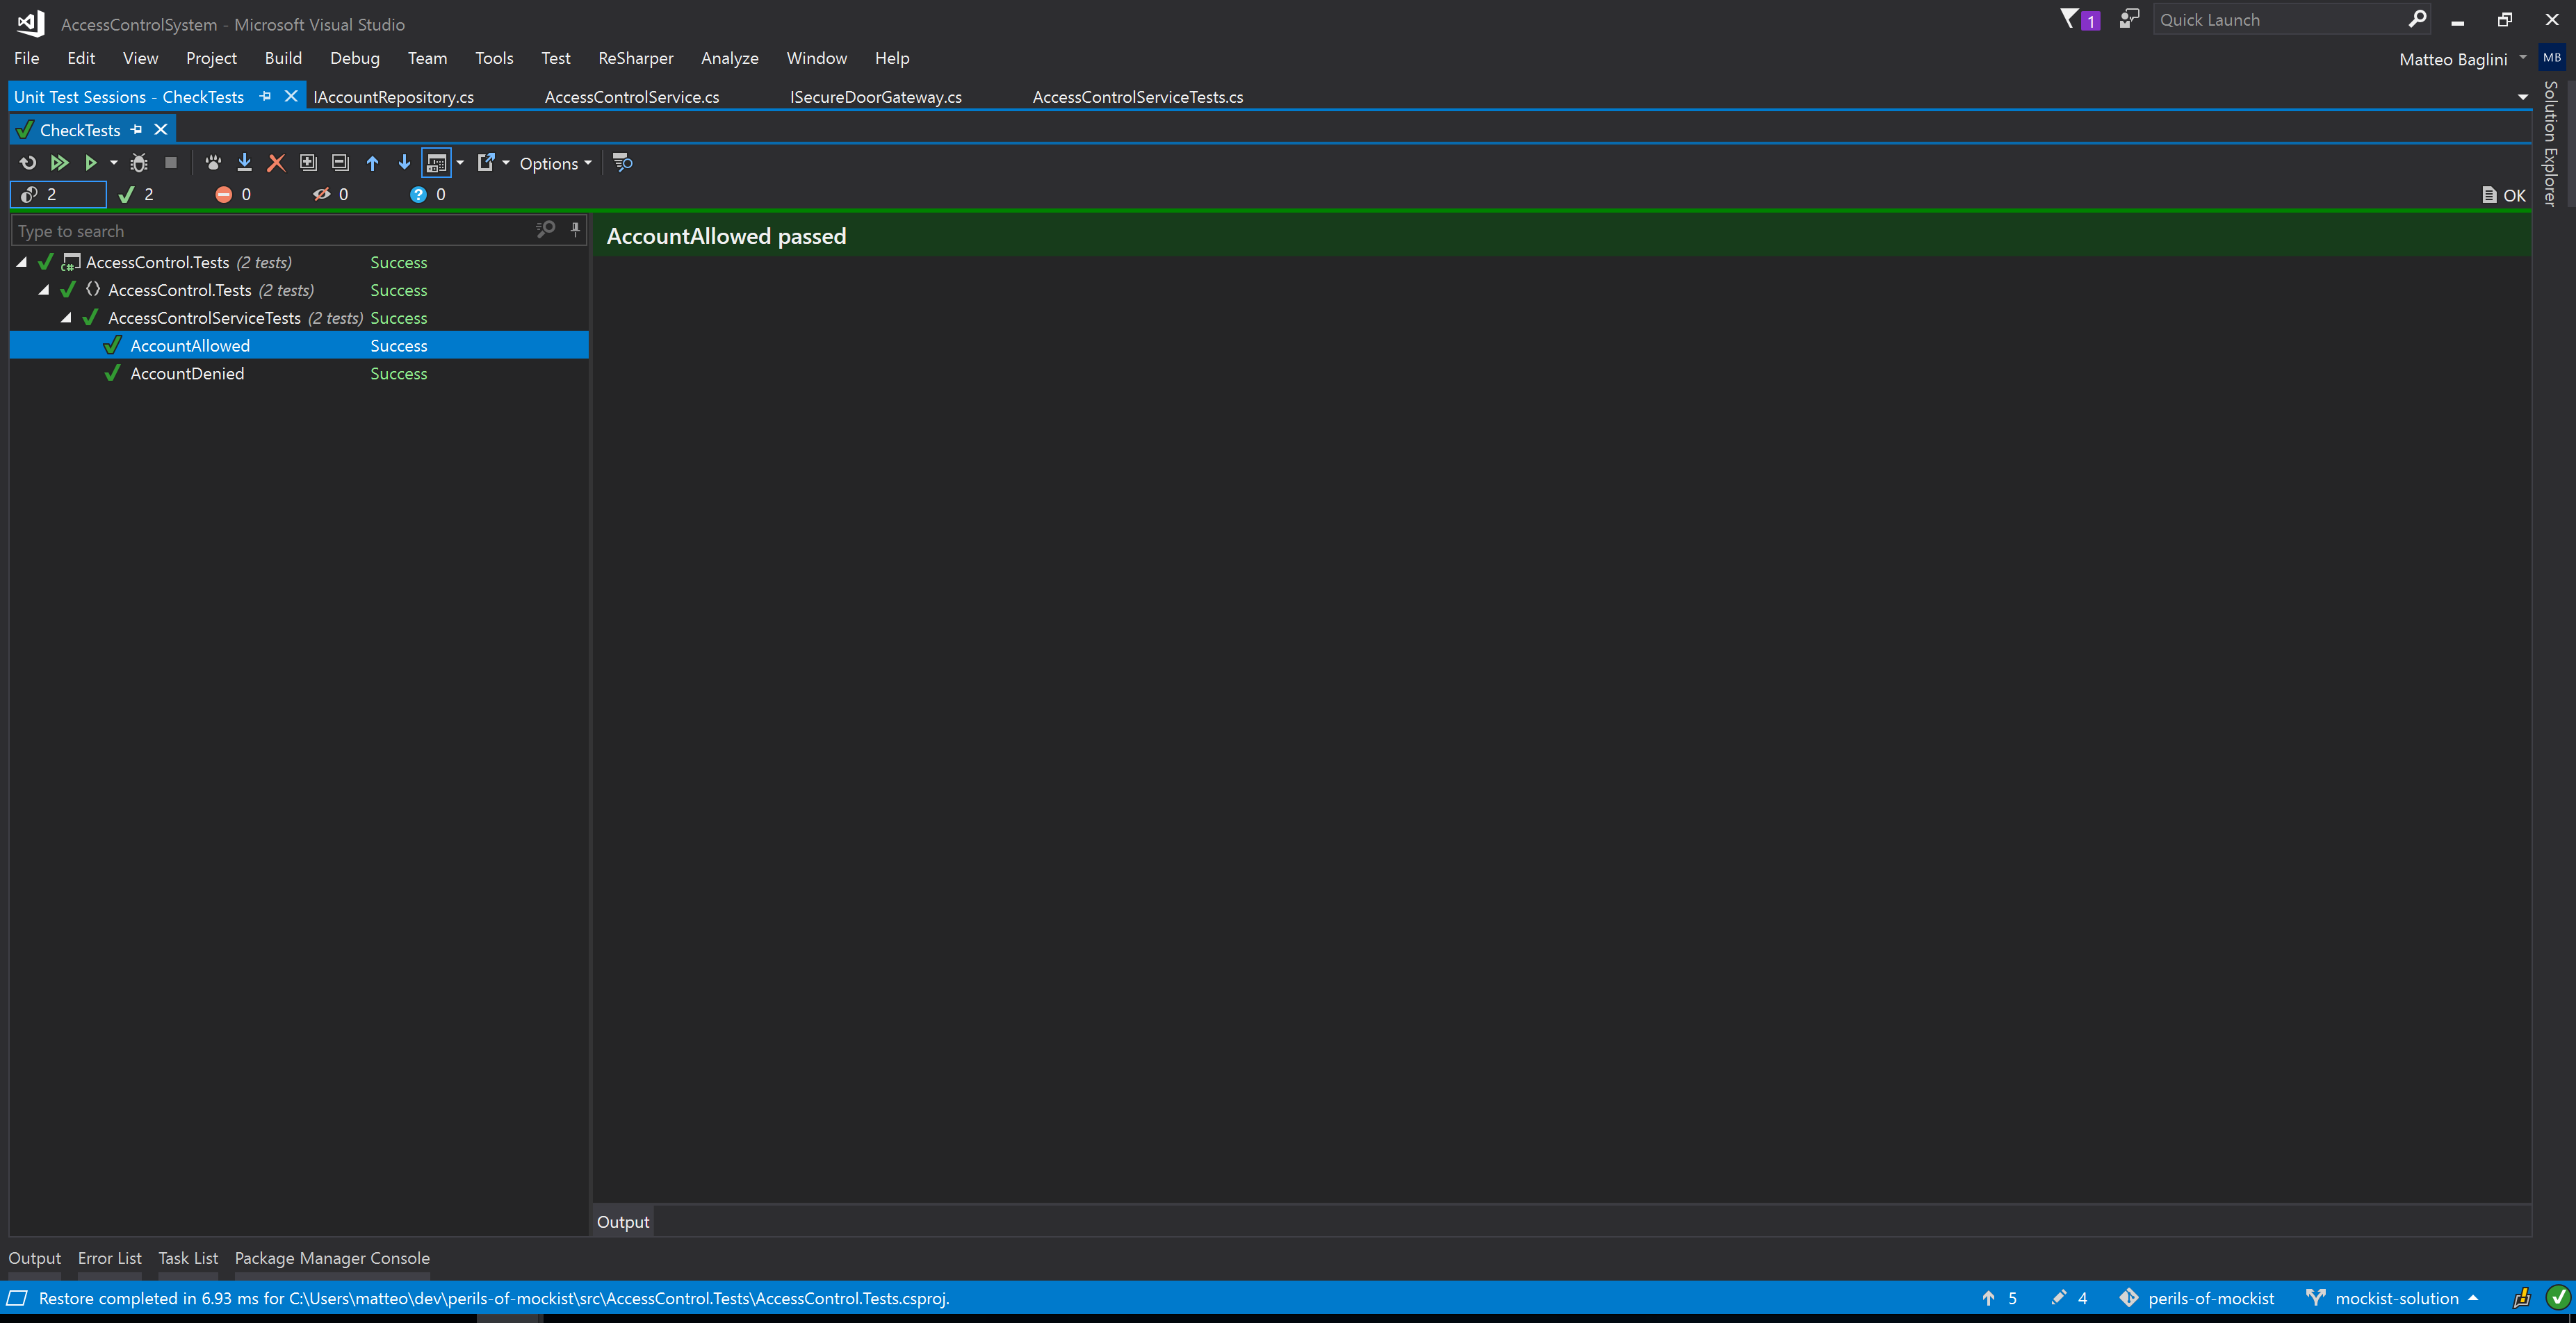 AccessControlSystem - Microsoft Visual Studio
1
Quick Launch
File Edit View Project Build Debug Team Tools Test ReSharper Analyze Window Help
Matteo Baglini MB
Unit Test Sessions - CheckTests IAccountRepository.cs AccessControlService.cs ISecureDoorGateway.cs AccessControlServiceTests.cs
Solution Explorer
CheckTests
Options
2 2 0 0 0 OK
Type to search
AccountAllowed passed
AccessControl.Tests (2 tests) Success
AccessControl.Tests (2 tests) Success
AccessControlServiceTests (2 tests) Success
AccountAllowed Success
AccountDenied Success
Output
Output Error List Task List Package Manager Console
Restore completed in 6.93 ms for C:\Users\matteo\dev\perils-of-mockist\src\AccessControl.Tests\AccessControl.Tests.csproj.
5 4 perils-of-mockist mockist-solution